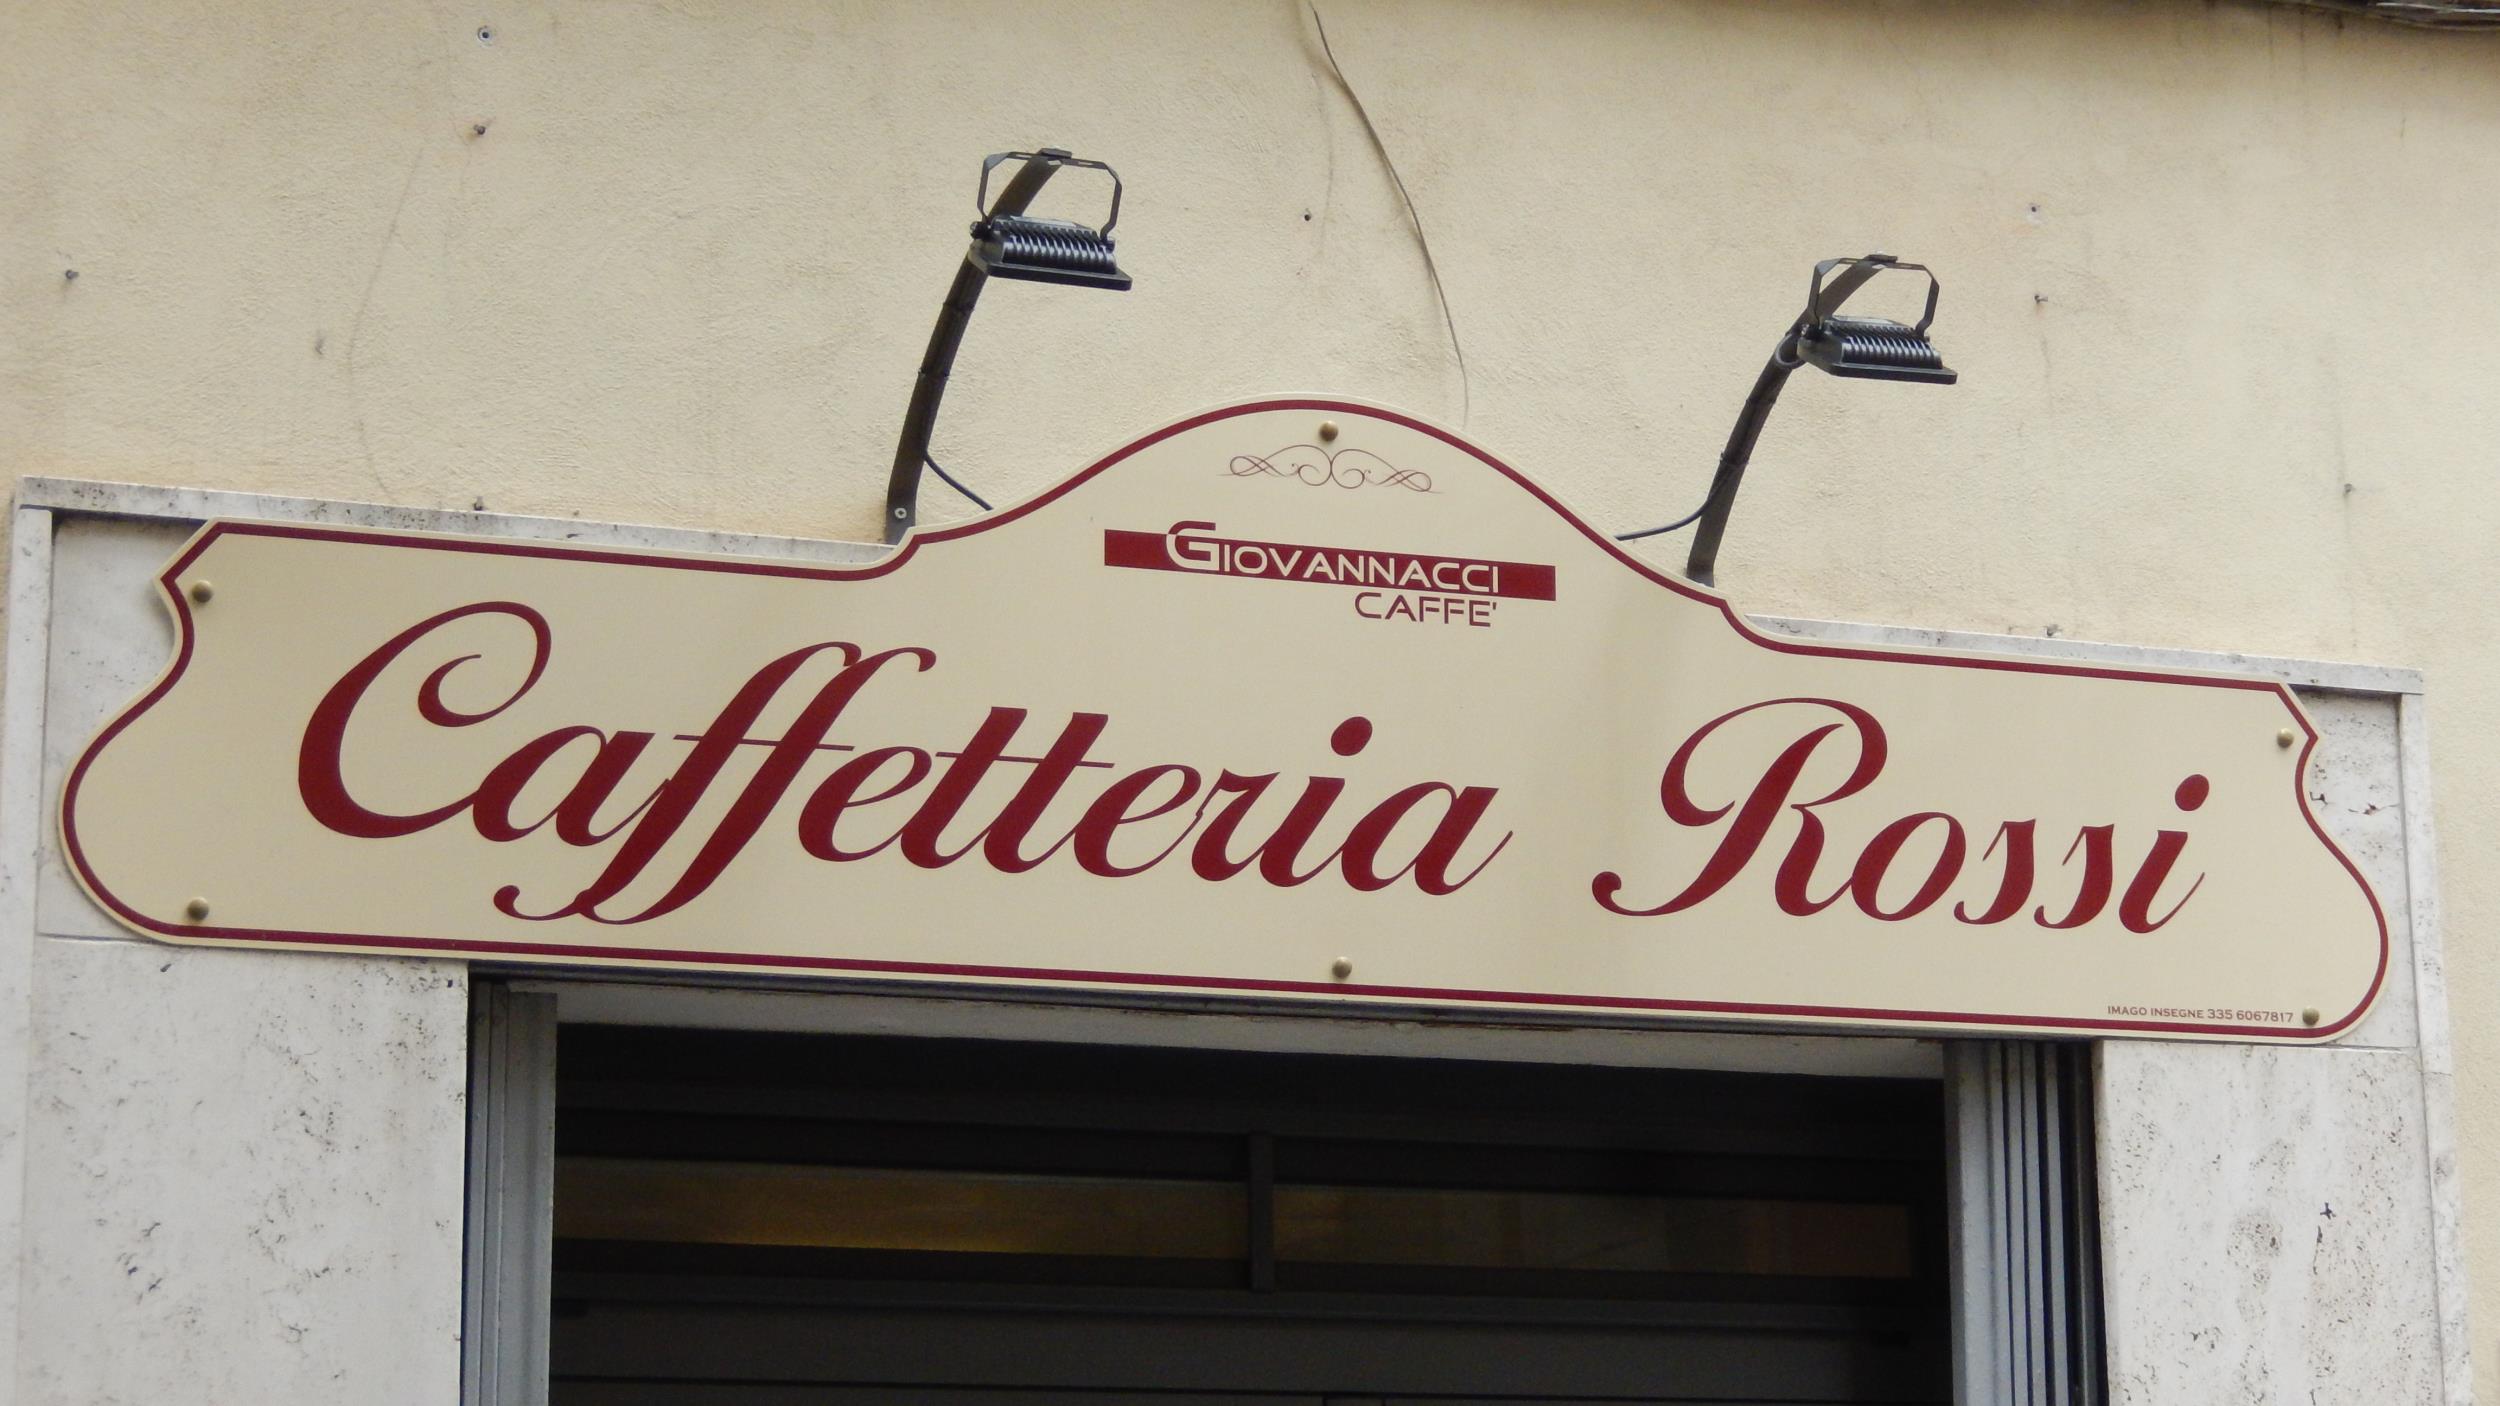 GIOVANNACCI
CAFFE'
Caffetteria Rossi
IMAGO INSEGNE 335 6067817